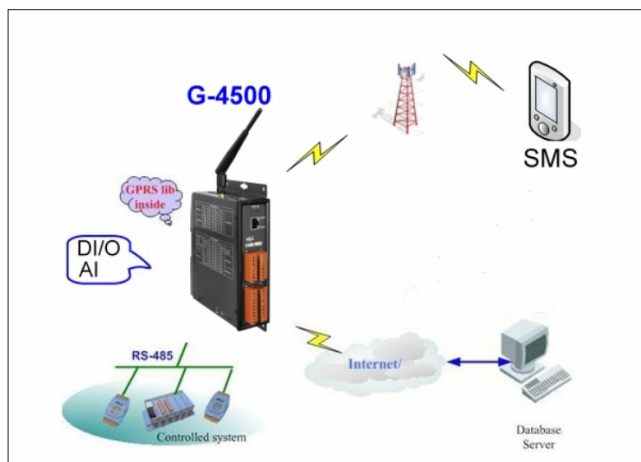 G-4500
SMS
GPRS lib
inside
DI/O
AI
RS-485
Internet/
Controlled system
Database
Server